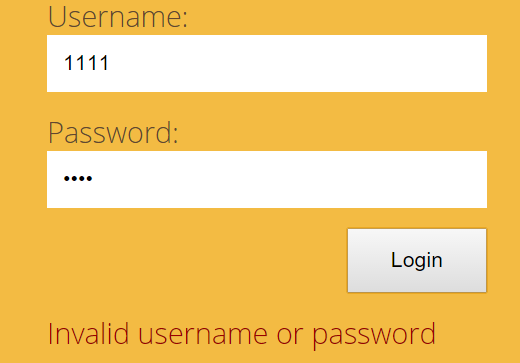 Username:
1111
Password:
••••
Login
Invalid username or password